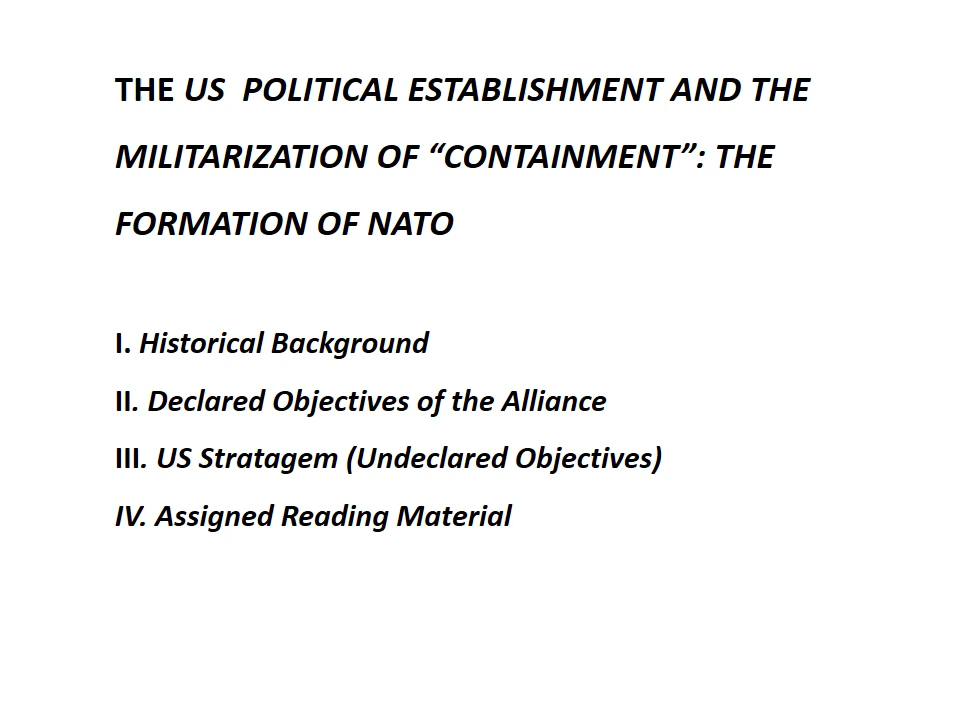 THE US  POLITICAL ESTABLISHMENT AND THE
MILITARIZATION OF “CONTAINMENT”: THE
FORMATION OF NATO
I. Historical Background
II. Declared Objectives of the Alliance
III. US Stratagem (Undeclared Objectives)
IV. Assigned Reading Material